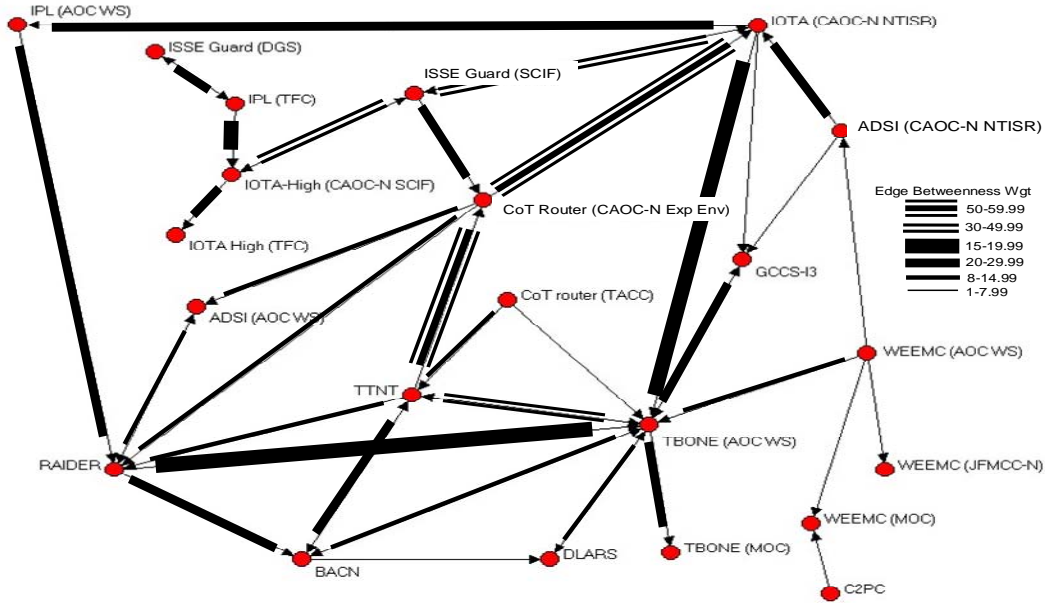 IPL (AOC WS)
IOTA (CAOC-N NTISR)
ISSE Guard (DGS)
ISSE Guard (SCIF)
IPL (TFC)
ADSI (CAOC-N NTISR)
IOTA-High (CAOC-N SCIF)
Edge Betweenness Wgt
50-59.99
30-49.99
15-19.99
20-29.99
8-14.99
1-7.99
CoT Router (CAOC-N Exp Env)
IOTA High (TFC)
GCCS-I3
CoT router (TACC)
ADSI (AOC WS)
WEEMC (AOC WS)
TTNT
TBONE (AOC WS)
RAIDER
WEEMC (JFMCC-N)
WEEMC (MOC)
TBONE (MOC)
DLARS
BACN
C2PC